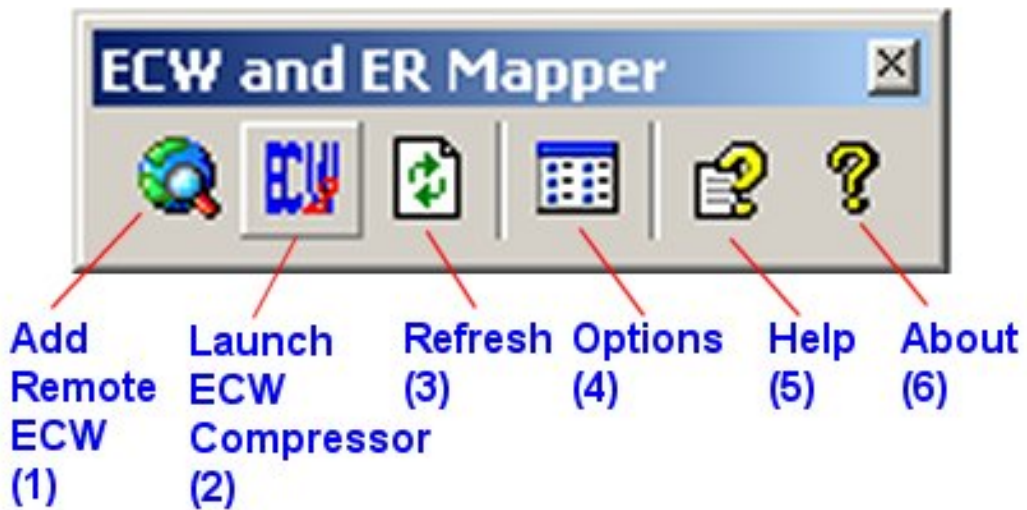 ECW and ER Mapper
ECW
Add
Remote
ECW
(1)
Launch
ECW
Compressor
(2)
Refresh
(3)
Options
(4)
Help
(5)
About
(6)